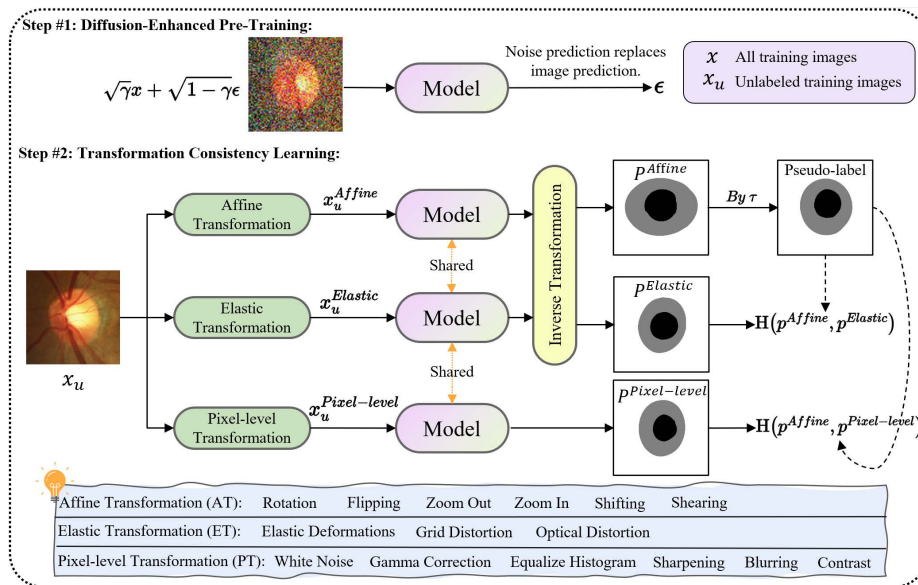 Step #1: Diffusion-Enhanced Pre-Training:
√γx + √1 − γϵ
Model
Noise prediction replaces
image prediction.
ϵ
x All training images
x_u Unlabeled training images
Step #2: Transformation Consistency Learning:
Affine
Transformation
x_u^Affine
Model
Inverse Transformation
P^Affine
By τ
Pseudo-label
Shared
x_u
Elastic
Transformation
x_u^Elastic
Model
P^Elastic
H(p^Affine, p^Elastic)
Shared
Pixel-level
Transformation
x_u^Pixel−level
Model
P^Pixel−level
H(p^Affine, p^Pixel−level)
Affine Transformation (AT): Rotation Flipping Zoom Out Zoom In Shifting Shearing
Elastic Transformation (ET): Elastic Deformations Grid Distortion Optical Distortion
Pixel-level Transformation (PT): White Noise Gamma Correction Equalize Histogram Sharpening Blurring Contrast